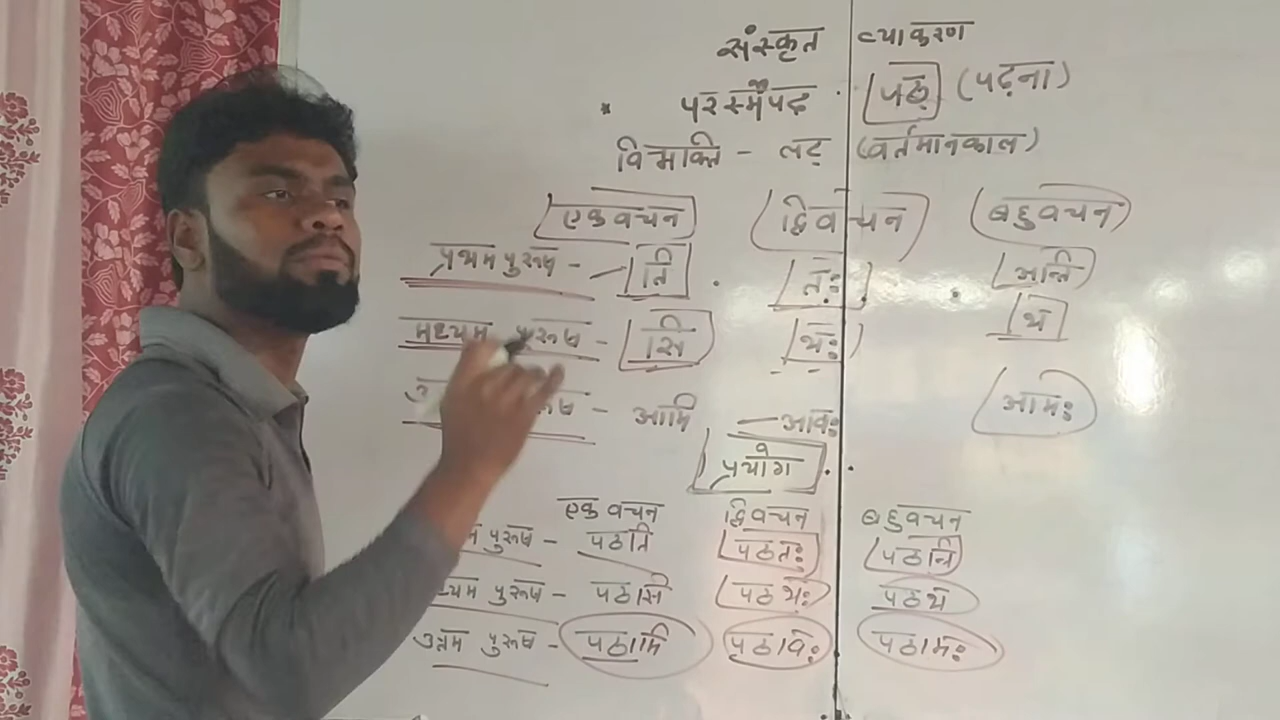 संस्कृत व्याकरण
* परस्मैपद पठ् (पढ़ना)
विभक्ति - लट् (वर्तमानकाल)
एकवचन द्विवचन बहुवचन
प्रथम पुरूष - ति तः अन्ति
मध्यम पुरूष - सि थः थ
आमि आवः आमः
प्रयोग
एकवचन द्विवचन बहुवचन
पुरूष - पठति पठतः पठन्ति
पुरूष - पठसि पठथः पठथ
उत्तम पुरूष - पठामि पठावः पठामः